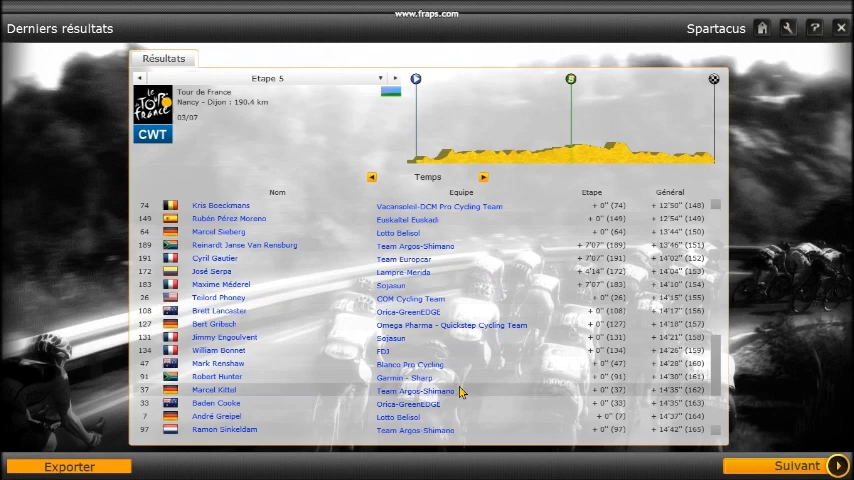 www.fraps.com
Derniers résultats
Spartacus
Résultats
Etape 5
LE TOUR de FRANCE
Tour de France
Nancy - Dijon : 190.4 km
03/07
CWT
S
Temps
Nom Equipe Etape Général
74 Kris Boeckmans Vacansoleil-DCM Pro Cycling Team + 0'' (74) + 12'50'' (148)
149 Rubén Pérez Moreno Euskaltel Euskadi + 0'' (149) + 12'54'' (149)
64 Marcel Sieberg Lotto Belisol + 0'' (64) + 13'44'' (150)
189 Reinardt Janse Van Rensburg Team Argos-Shimano + 7'07'' (189) + 13'46'' (151)
191 Cyril Gautier Team Europcar + 7'07'' (191) + 14'02'' (152)
172 José Serpa Lampre-Merida + 4'14'' (172) + 14'04'' (153)
183 Maxime Méderel Sojasun + 7'07'' (183) + 14'10'' (154)
26 Teilord Phoney COM Cycling Team + 0'' (26) + 14'15'' (155)
108 Brett Lancaster Orica-GreenEDGE + 0'' (108) + 14'17'' (156)
127 Bert Gribsch Omega Pharma - Quickstep Cycling Team + 0'' (127) + 14'18'' (157)
131 Jimmy Engoulvent Sojasun + 0'' (131) + 14'21'' (158)
134 William Bonnet FDJ + 0'' (134) + 14'26'' (159)
47 Mark Renshaw Blanco Pro Cycling + 0'' (47) + 14'28'' (160)
91 Robert Hunter Garmin - Sharp + 0'' (91) + 14'30'' (161)
37 Marcel Kittel Team Argos-Shimano + 0'' (37) + 14'35'' (162)
33 Baden Cooke Orica-GreenEDGE + 0'' (33) + 14'35'' (163)
7 André Greipel Lotto Belisol + 0'' (7) + 14'37'' (164)
97 Ramon Sinkeldam Team Argos-Shimano + 0'' (97) + 14'42'' (165)
Exporter
Suivant